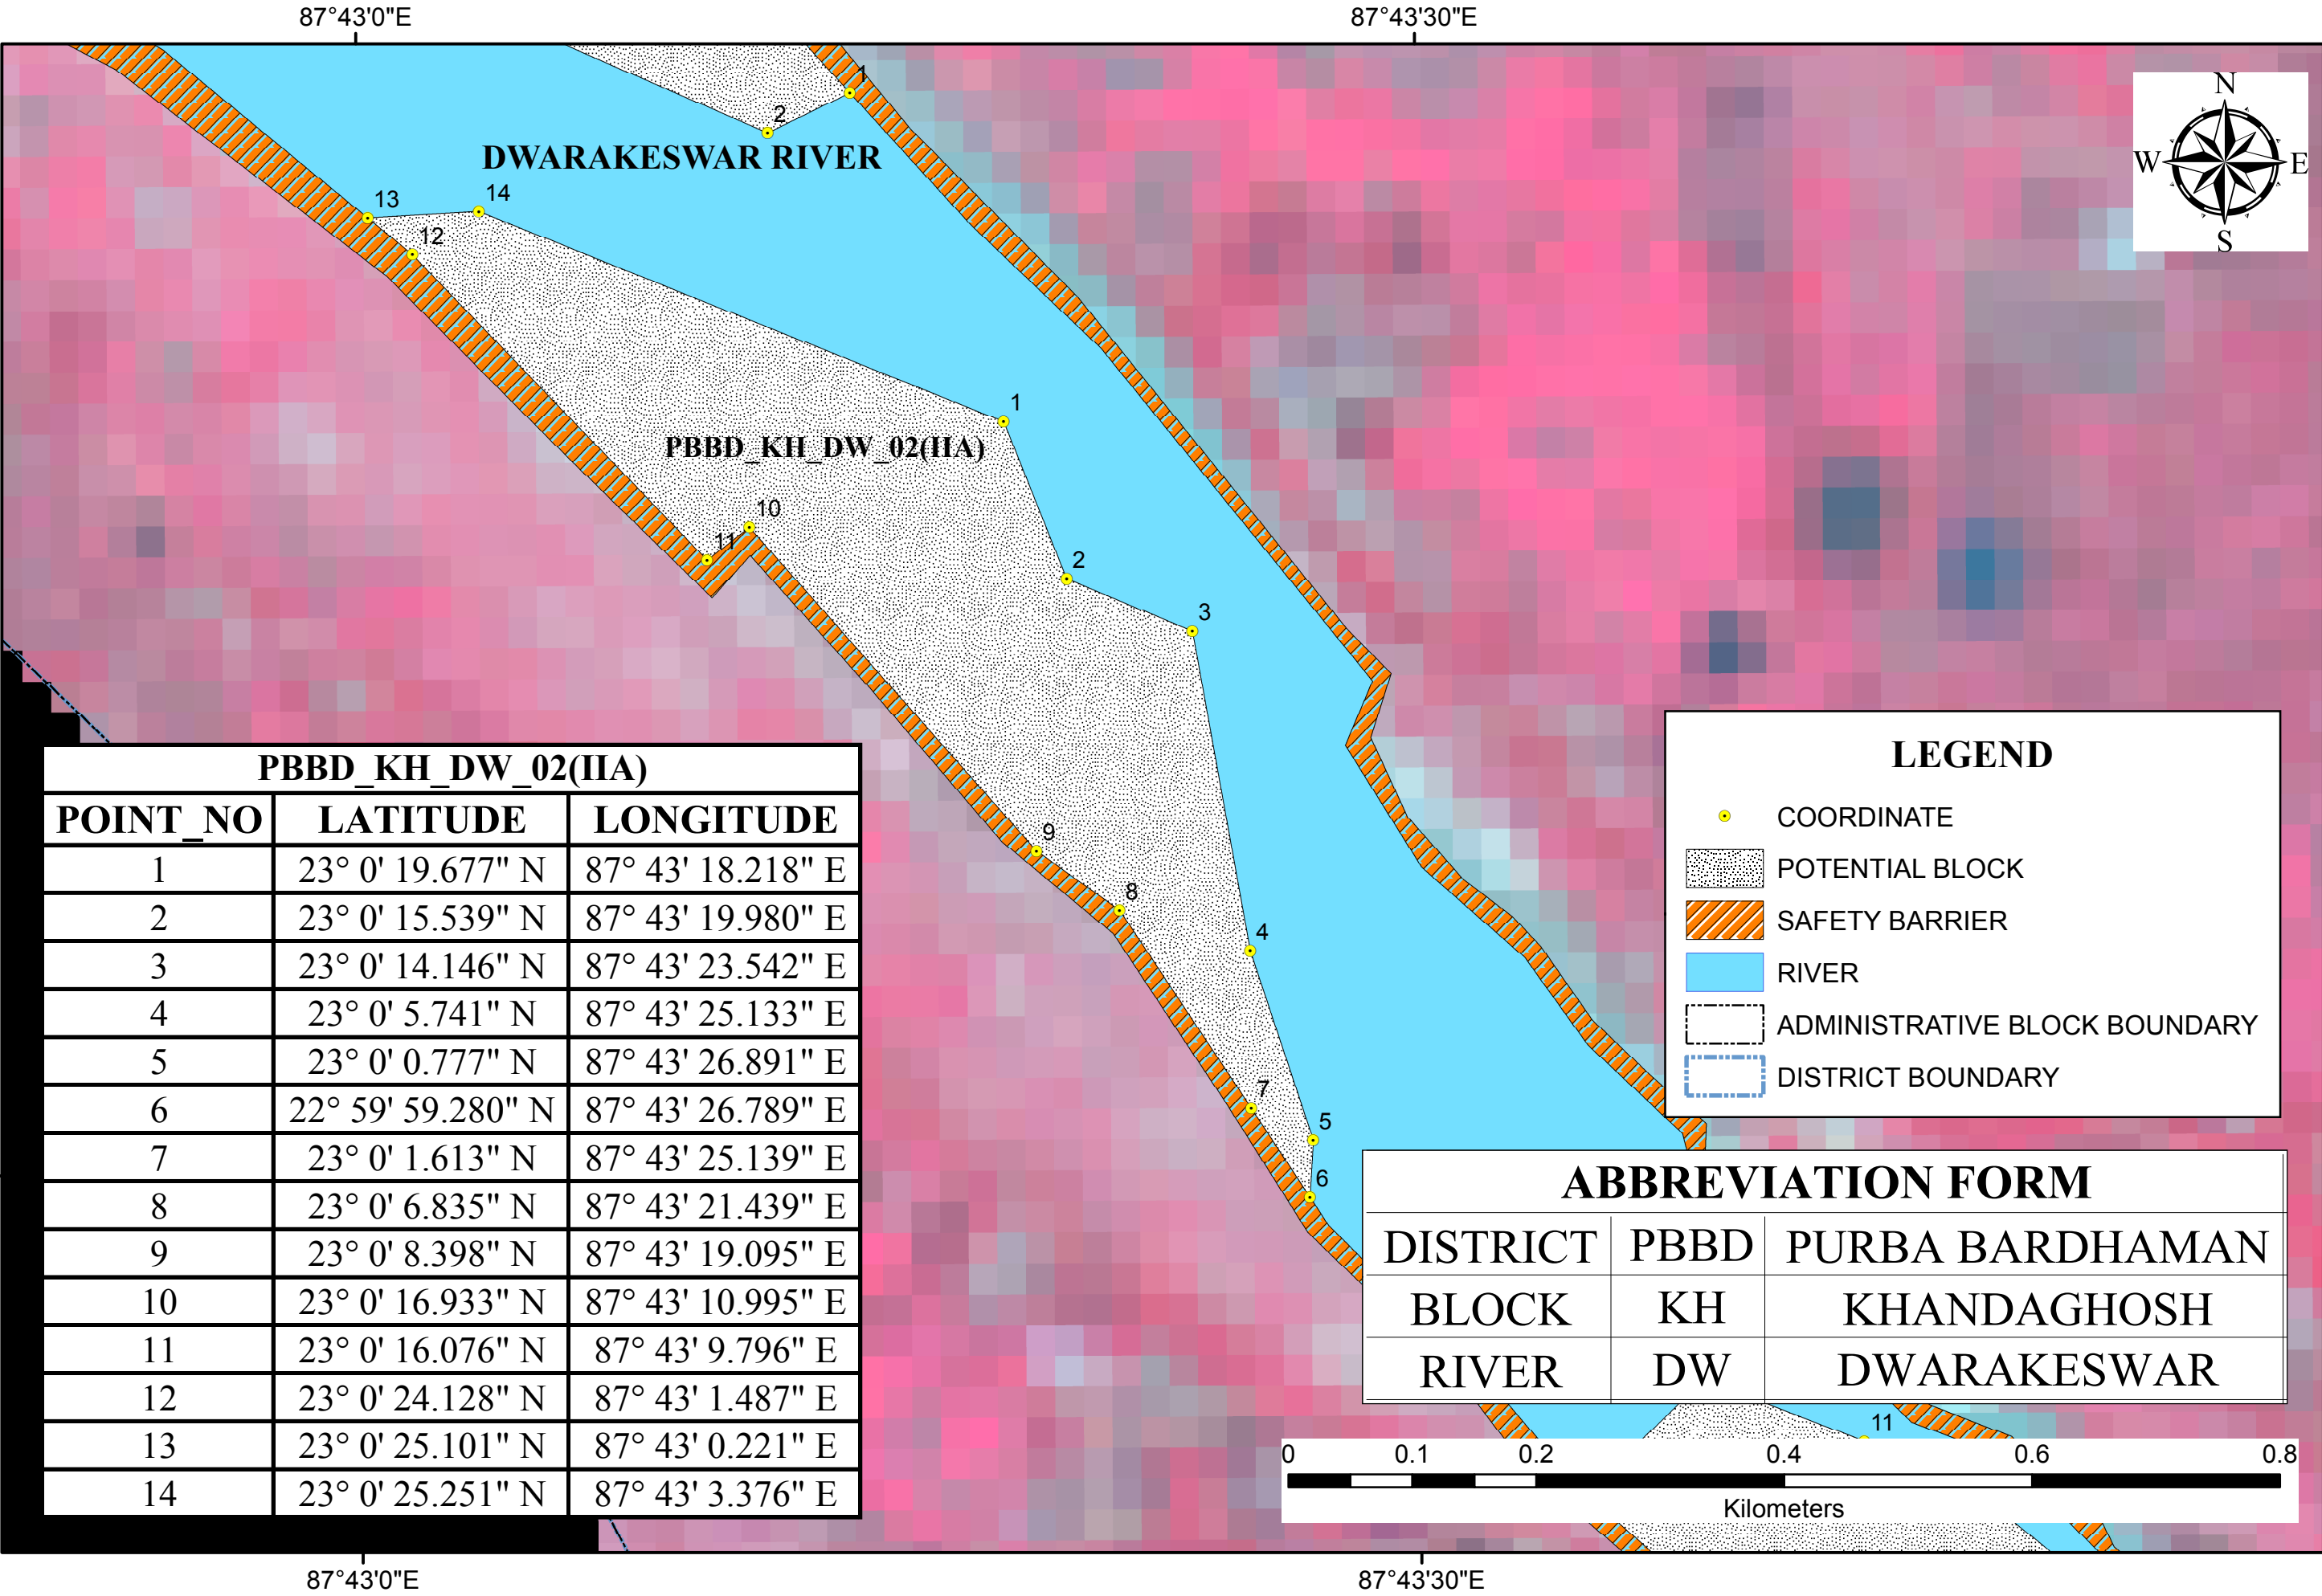 87°43'0"E
87°43'30"E
N
W
E
S
1
2
DWARAKESWAR RIVER
13
14
12
1
PBBD_KH_DW_02(IIA)
10
11
2
3
9
8
4
7
5
6
PBBD_KH_DW_02(IIA)
POINT_NO LATITUDE LONGITUDE
1 23° 0' 19.677" N 87° 43' 18.218" E
2 23° 0' 15.539" N 87° 43' 19.980" E
3 23° 0' 14.146" N 87° 43' 23.542" E
4 23° 0' 5.741" N 87° 43' 25.133" E
5 23° 0' 0.777" N 87° 43' 26.891" E
6 22° 59' 59.280" N 87° 43' 26.789" E
7 23° 0' 1.613" N 87° 43' 25.139" E
8 23° 0' 6.835" N 87° 43' 21.439" E
9 23° 0' 8.398" N 87° 43' 19.095" E
10 23° 0' 16.933" N 87° 43' 10.995" E
11 23° 0' 16.076" N 87° 43' 9.796" E
12 23° 0' 24.128" N 87° 43' 1.487" E
13 23° 0' 25.101" N 87° 43' 0.221" E
14 23° 0' 25.251" N 87° 43' 3.376" E
LEGEND
COORDINATE
POTENTIAL BLOCK
SAFETY BARRIER
RIVER
ADMINISTRATIVE BLOCK BOUNDARY
DISTRICT BOUNDARY
ABBREVIATION FORM
DISTRICT PBBD PURBA BARDHAMAN
BLOCK KH KHANDAGHOSH
RIVER DW DWARAKESWAR
11
0 0.1 0.2 0.4 0.6 0.8
Kilometers
87°43'0"E
87°43'30"E